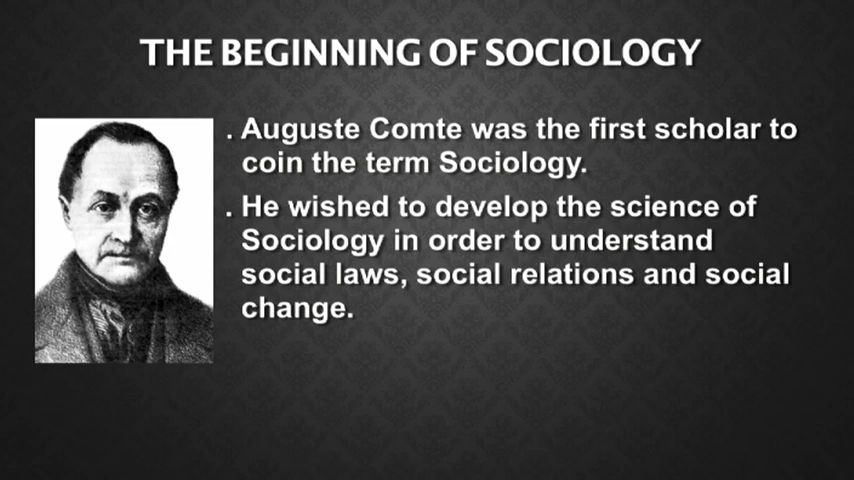 THE BEGINNING OF SOCIOLOGY
. Auguste Comte was the first scholar to
coin the term Sociology.
. He wished to develop the science of
Sociology in order to understand
social laws, social relations and social
change.